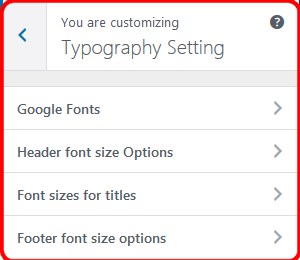 You are customizing
?
Typography Setting
Google Fonts
Header font size Options
Font sizes for titles
Footer font size options